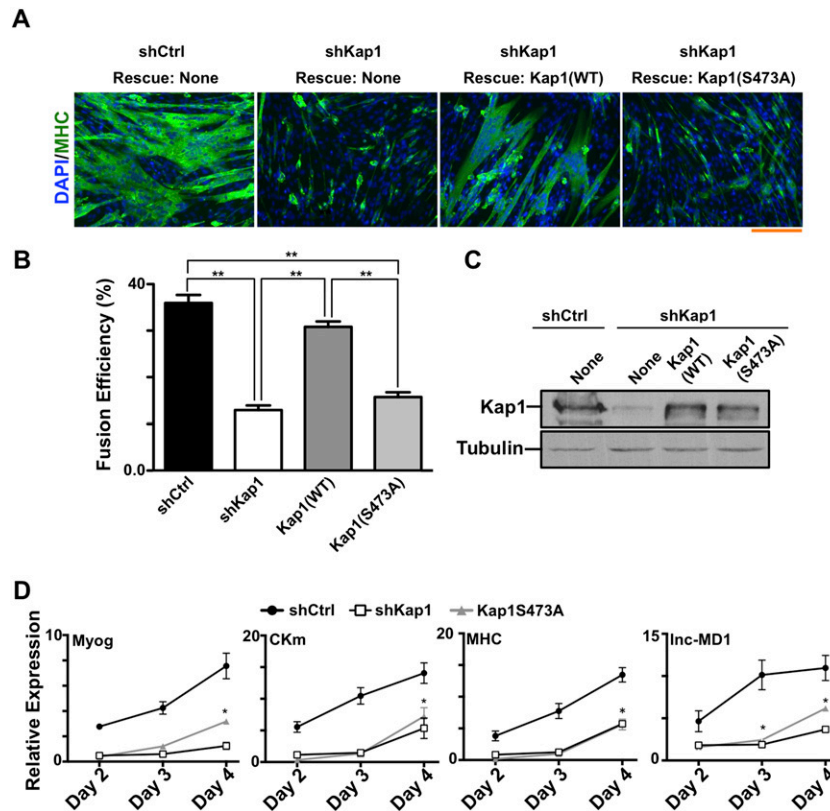 A
shCtrl shKap1 shKap1 shKap1
Rescue: None Rescue: None Rescue: Kap1(WT) Rescue: Kap1(S473A)
DAPI/MHC
B
Fusion Efficiency (%)
40
0.0
** ** ** **
shCtrl shKap1 Kap1(WT) Kap1(S473A)
C
shCtrl shKap1
None None Kap1 (WT) Kap1 (S473A)
Kap1
Tubulin
D
shCtrl shKap1 Kap1S473A
Relative Expression
Myog
10
5
0
*
Day 2 Day 3 Day 4
CKm
20
10
0
*
Day 2 Day 3 Day 4
MHC
20
10
0
*
Day 2 Day 3 Day 4
lnc-MD1
15
0
* *
Day 2 Day 3 Day 4